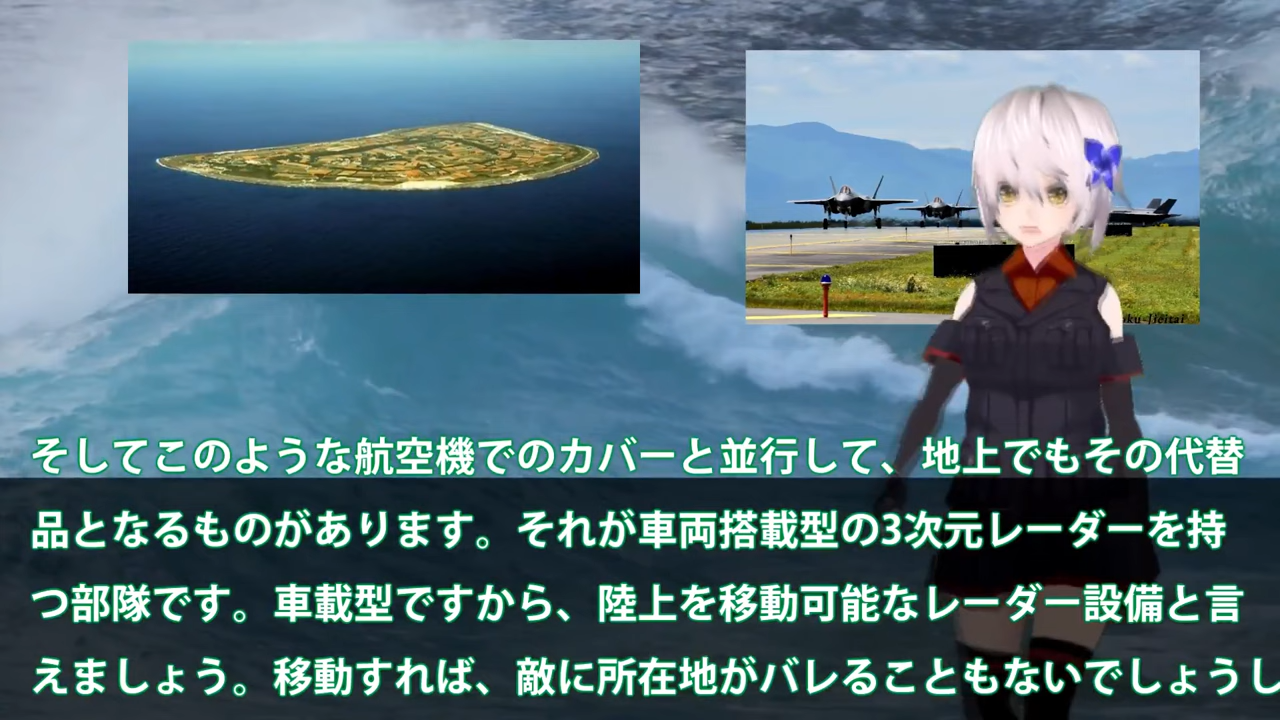 uku-Jieitai
そしてこのような航空機でのカバーと並行して、地上でもその代替
品となるものがあります。それが車両搭載型の3次元レーダーを持
つ部隊です。車載型ですから、陸上を移動可能なレーダー設備と言
えましょう。移動すれば、敵に所在地がバレることもないでしょうし